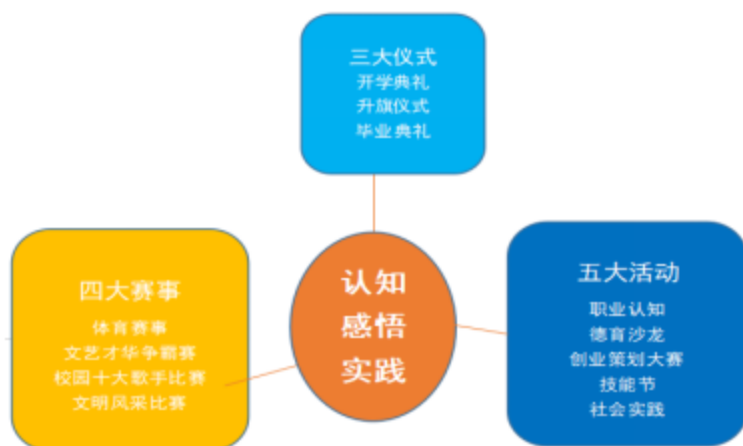 三大仪式
开学典礼
升旗仪式
毕业典礼
四大赛事
体育赛事
文艺才华争霸赛
校园十大歌手比赛
文明风采比赛
认知
感悟
实践
五大活动
职业认知
德育沙龙
创业策划大赛
技能节
社会实践